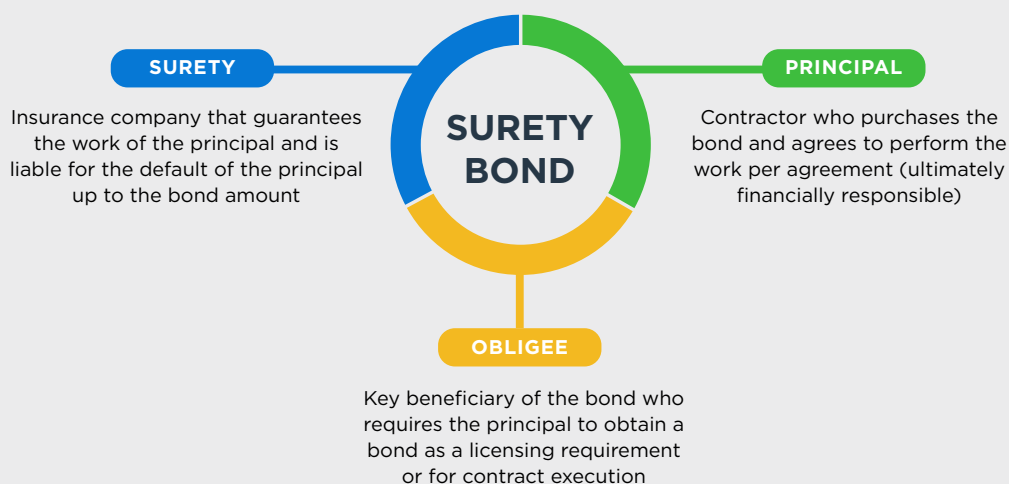 SURETY
Insurance company that guarantees
the work of the principal and is
liable for the default of the principal
up to the bond amount
SURETY
BOND
PRINCIPAL
Contractor who purchases the
bond and agrees to perform the
work per agreement (ultimately
financially responsible)
OBLIGEE
Key beneficiary of the bond who
requires the principal to obtain a
bond as a licensing requirement
or for contract execution